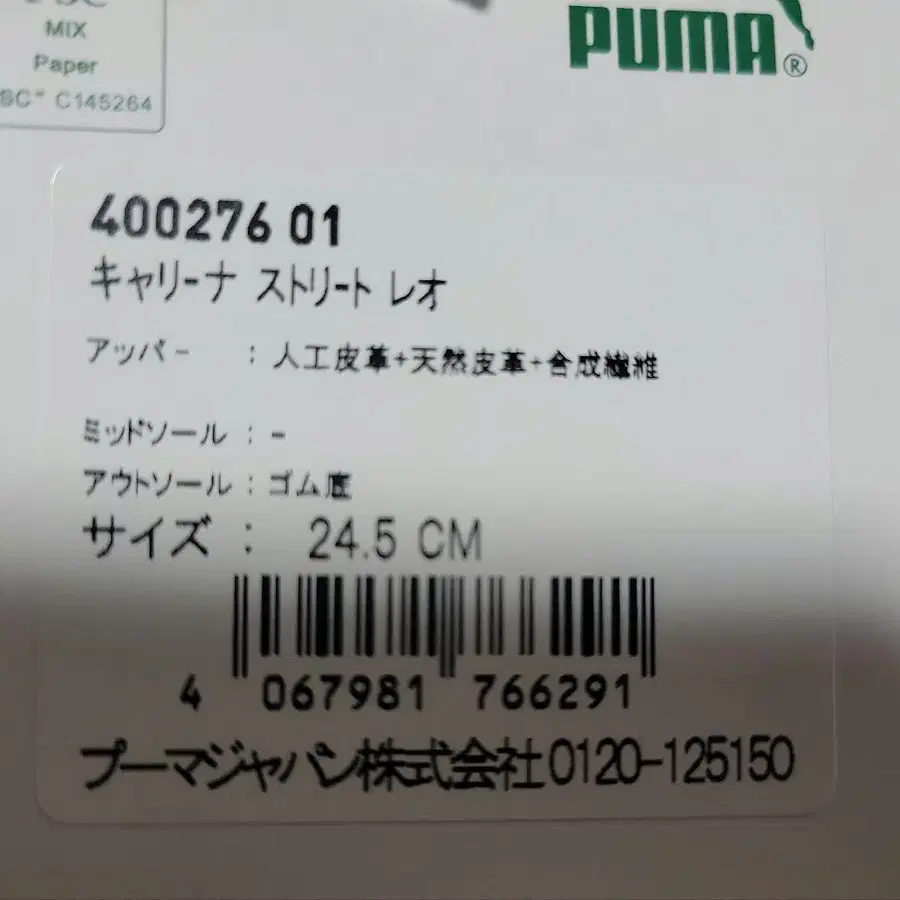 MIX
Paper
C145264
PUMA®
400276 01
キャリーナ ストリート レオ
アッパー : 人工皮革+天然皮革+合成繊維
ミッドソール : -
アウトソール : ゴム底
サイズ : 24.5 CM
4 067981 766291
プーマジャパン株式会社0120-125150